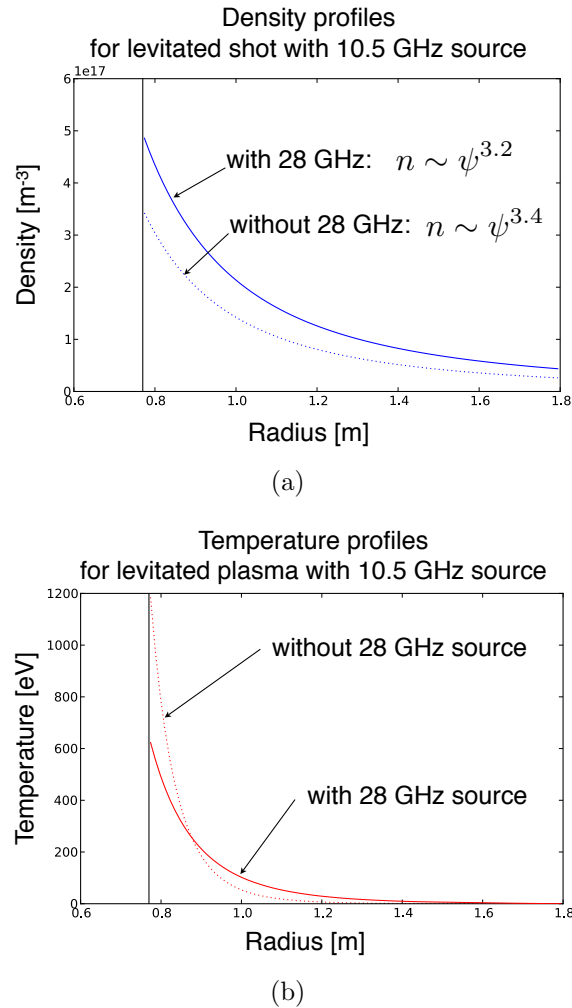 Density profiles
for levitated shot with 10.5 GHz source
1e17
6
5
4
3
2
1
0
Density [m-3]
with 28 GHz: n ∼ ψ^3.2
without 28 GHz: n ∼ ψ^3.4
0.6 0.8 1.0 1.2 1.4 1.6 1.8
Radius [m]
(a)
Temperature profiles
for levitated plasma with 10.5 GHz source
1200
1000
800
600
400
200
0
Temperature [eV]
without 28 GHz source
with 28 GHz source
0.6 0.8 1.0 1.2 1.4 1.6 1.8
Radius [m]
(b)